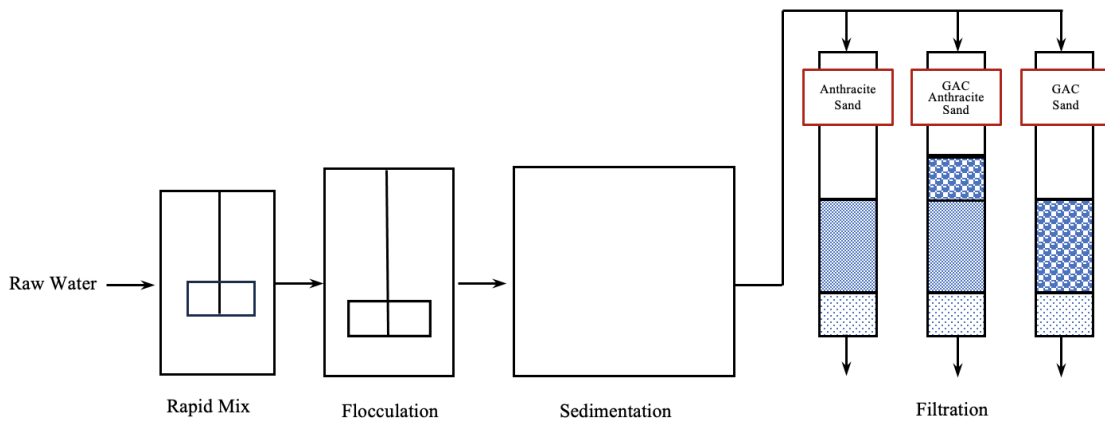 Anthracite
Sand
GAC
Anthracite
Sand
GAC
Sand
Raw Water
Rapid Mix
Flocculation
Sedimentation
Filtration